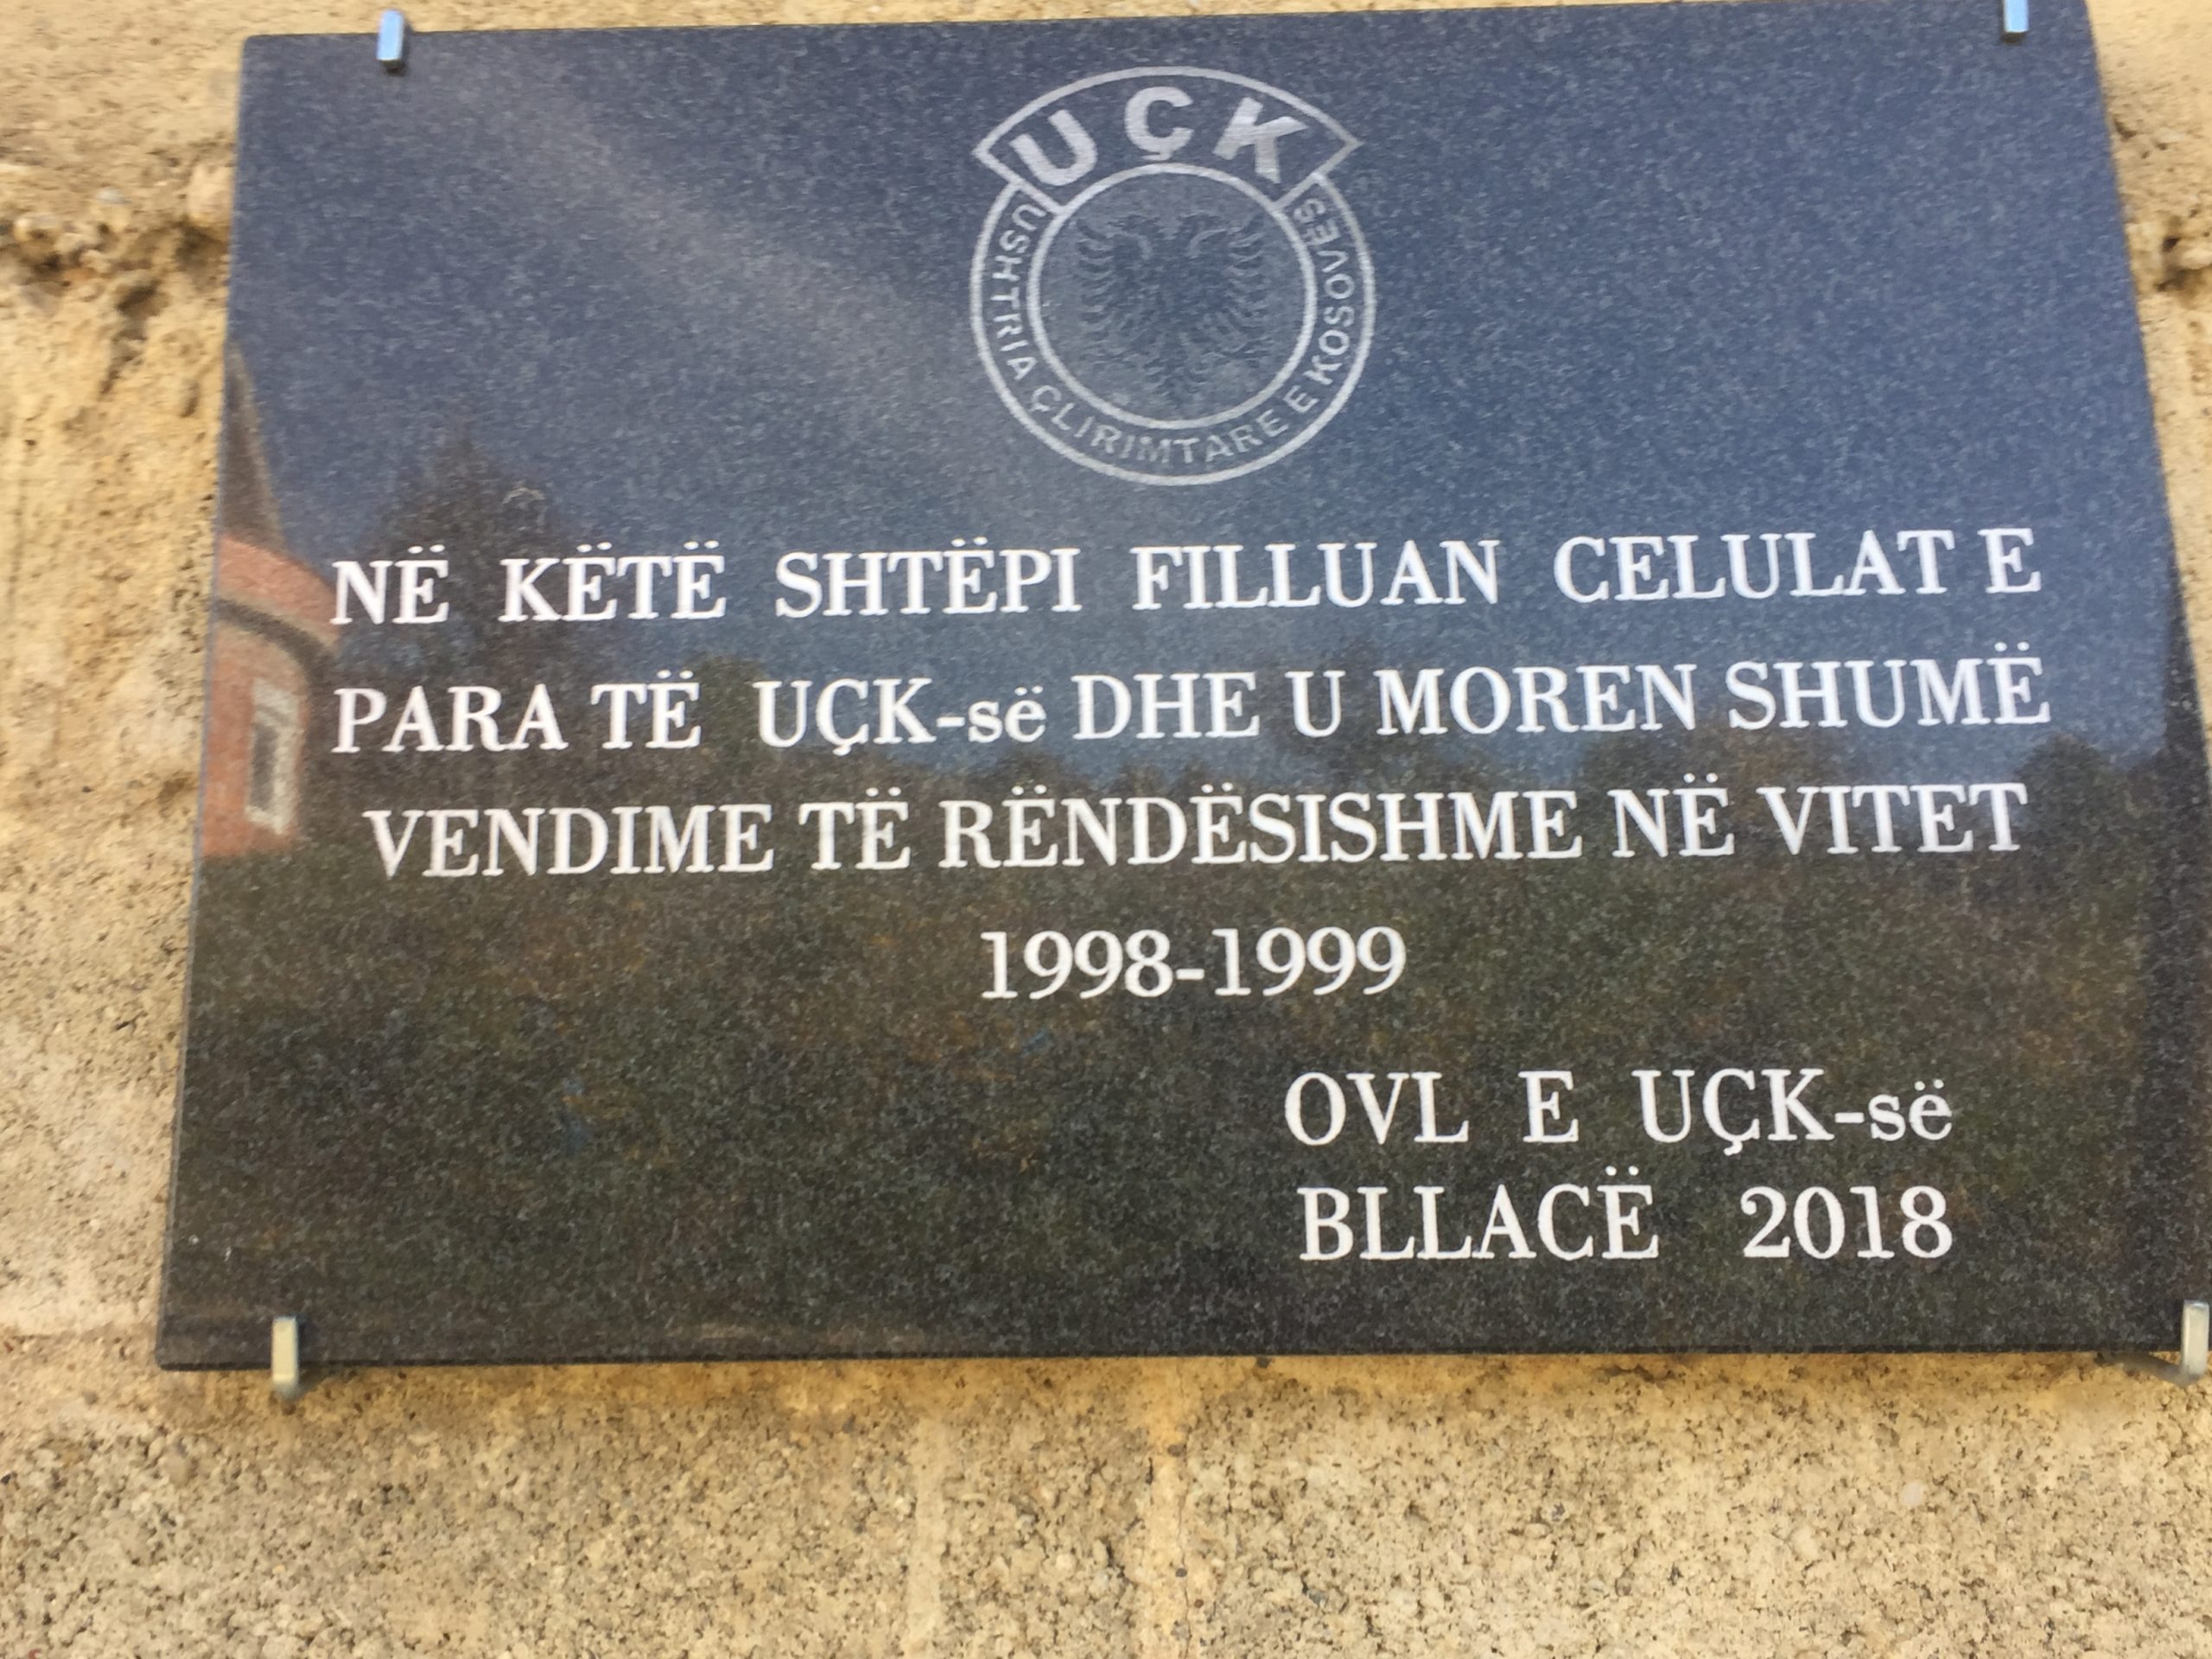 UÇK
USHTRIA ÇLIRIMTARE E KOSOVËS
NË KËTË SHTËPI FILLUAN CELULAT E
PARA TË UÇK-së DHE U MOREN SHUMË
VENDIME TË RËNDËSISHME NË VITET
1998-1999
OVL E UÇK-së
BLLACË 2018